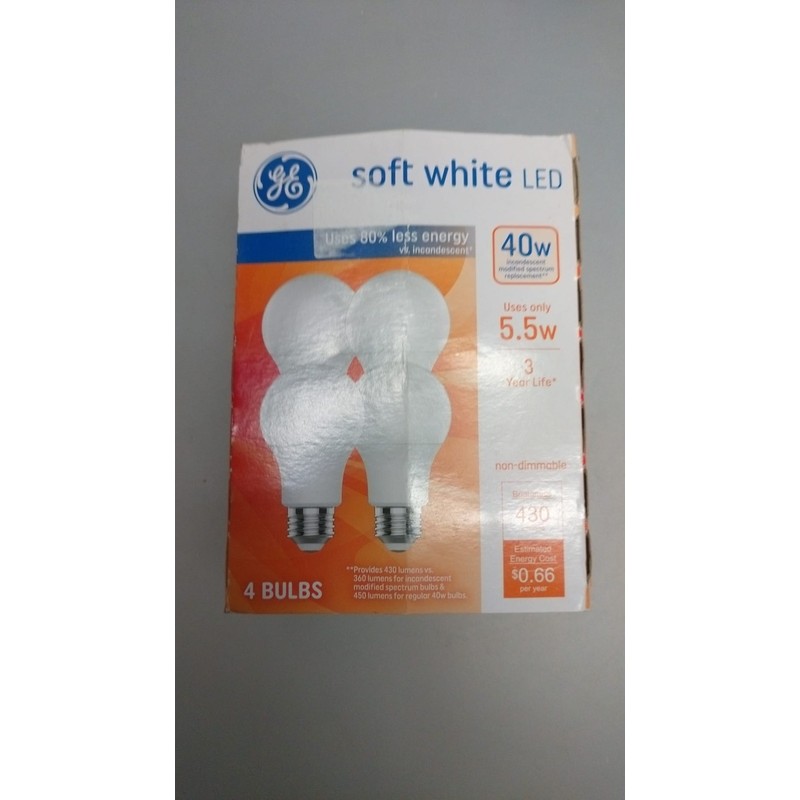 GE
soft white LED
Uses 80% less energy
vs. incandescent*
40w
incandescent
modified spectrum
replacement**
Uses only
5.5w
3
Year Life*
non-dimmable
430
Estimated
Energy Cost
$0.66
per year
**Provides 430 lumens vs.
360 lumens for incandescent
modified spectrum bulbs &
450 lumens for regular 40w bulbs.
4 BULBS